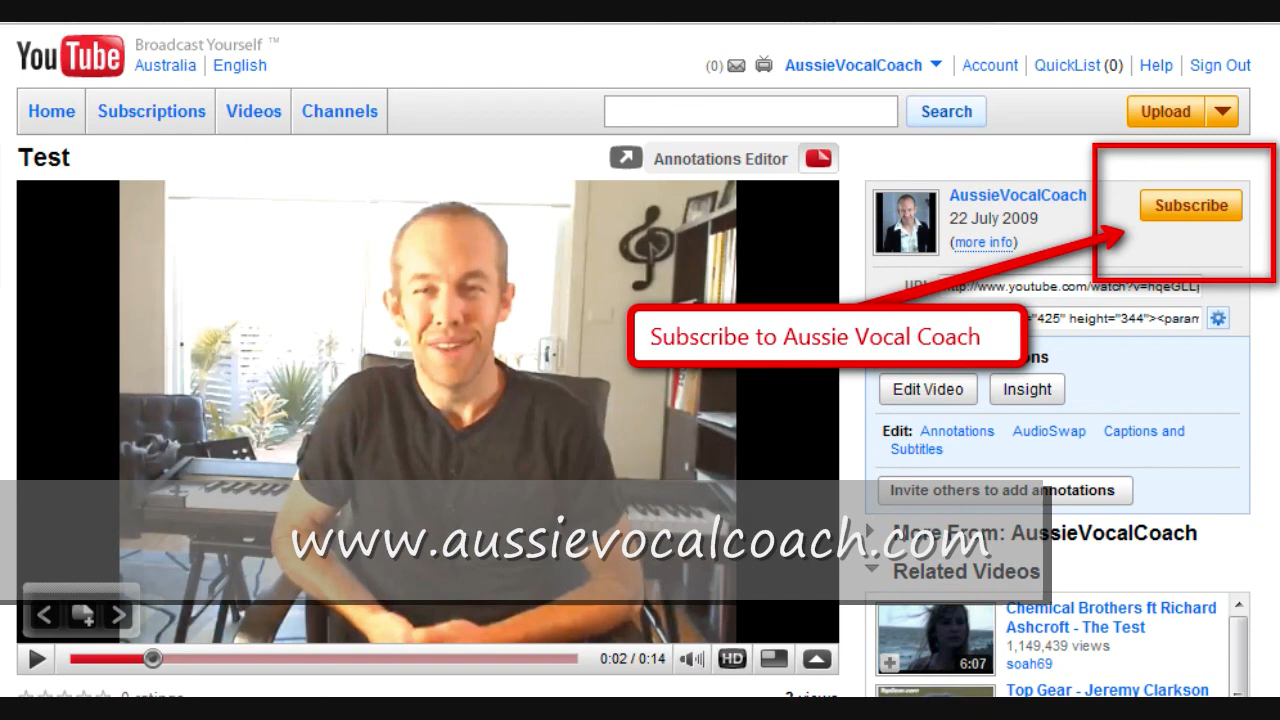 YouTube
Broadcast Yourself ™
Australia | English
(0) AussieVocalCoach | Account | QuickList (0) | Help | Sign Out
Home Subscriptions Videos Channels Search Upload
Test
Annotations Editor
AussieVocalCoach
22 July 2009
(more info)
Subscribe
http://www.youtube.com/watch?v=hqeGLL
Subscribe to Aussie Vocal Coach
="425" height="344"><param
Edit Video Insight
Edit: Annotations AudioSwap Captions and
Subtitles
Invite others to add annotations
www.aussievocalcoach.com
More From: AussieVocalCoach
Related Videos
Chemical Brothers ft Richard
Ashcroft - The Test
1,149,439 views
soah69
6:07
0:02 / 0:14
HD
TopGear.com
Top Gear - Jeremy Clarkson
0 ratings